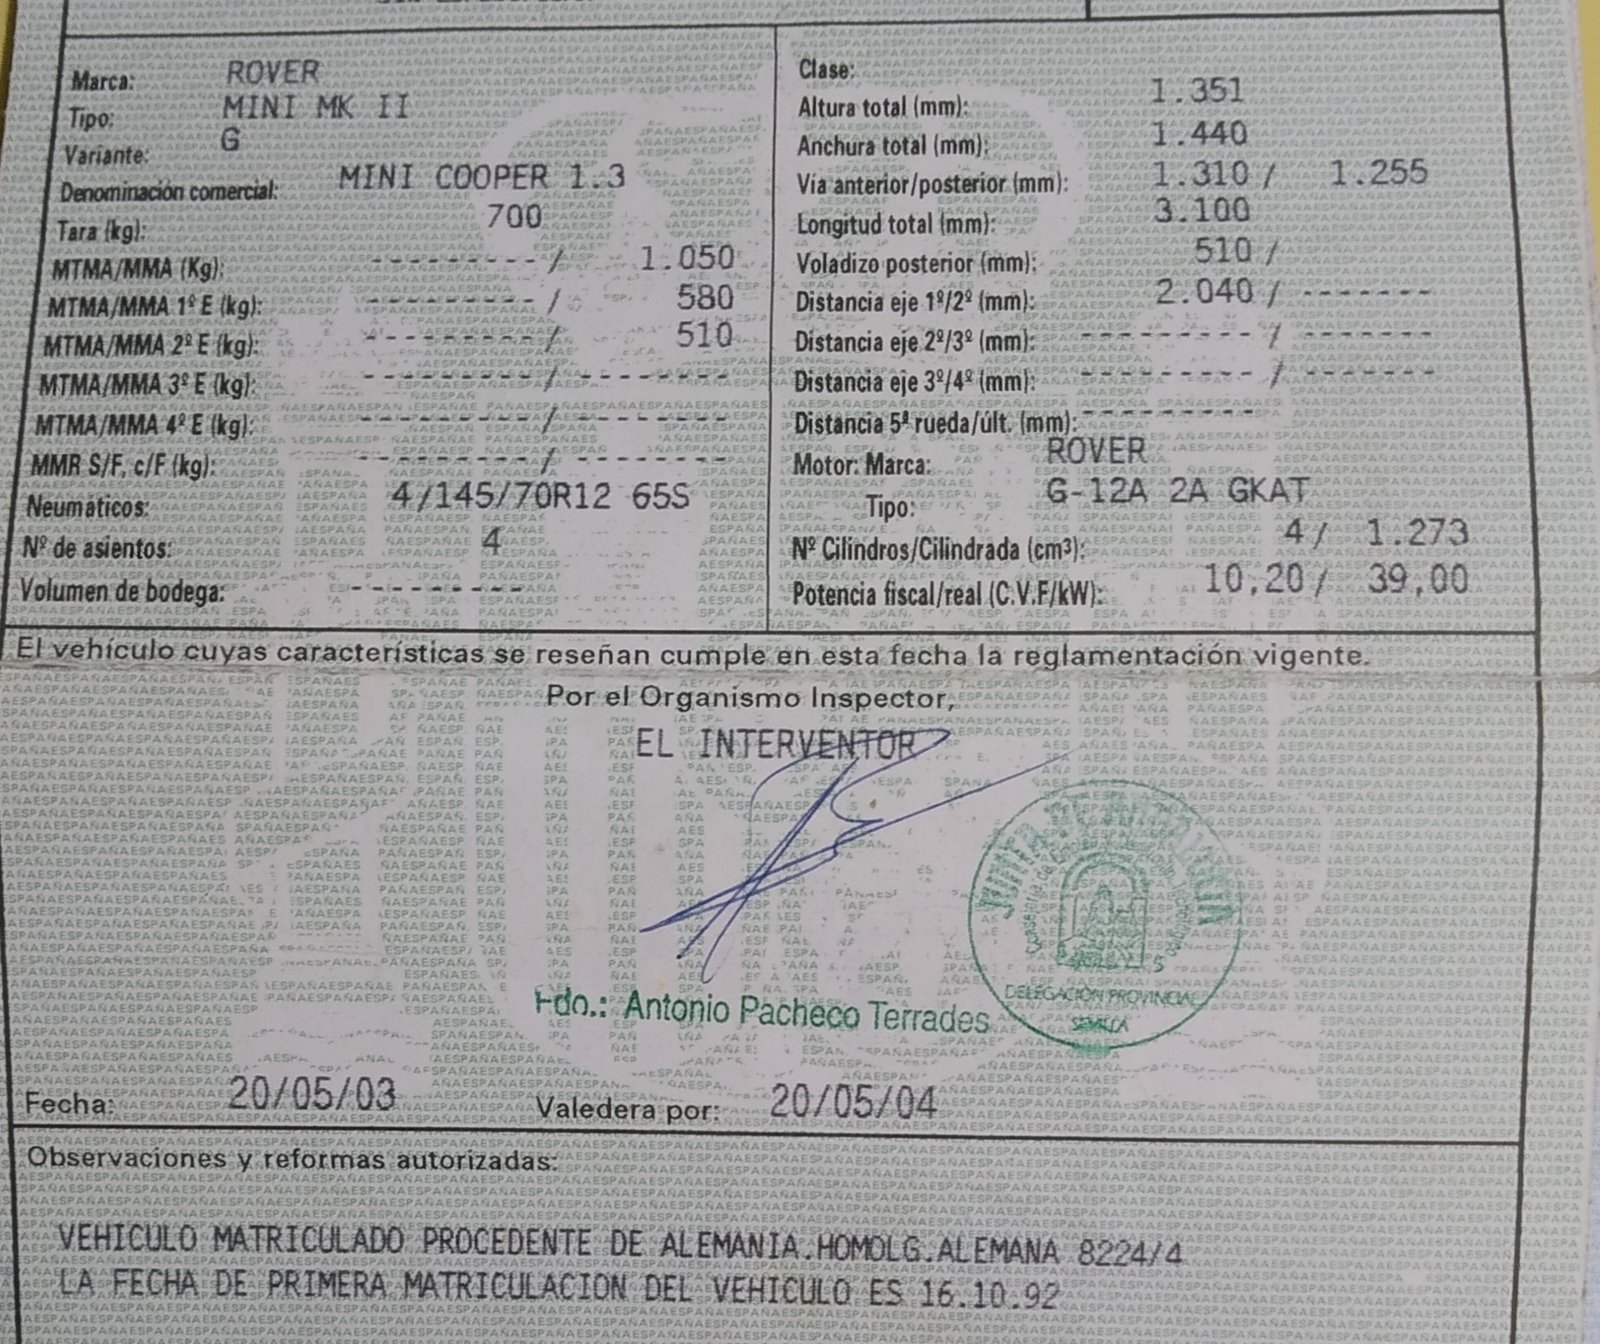 Marca: ROVER
Tipo: MINI MK II
Variante: G
Denominación comercial: MINI COOPER 1.3
Tara (kg): 700
MTMA/MMA (Kg): - - - - - - - - - / 1.050
MTMA/MMA 1º E (kg): - - - - - - - - - / 580
MTMA/MMA 2º E (kg): - - - - - - - - - / 510
MTMA/MMA 3º E (kg): - - - - - - - - - / - - - - - - - -
MTMA/MMA 4º E (kg): - - - - - - - - - / - - - - - - - -
MMR S/F, c/F (kg): - - - - - - - - - / - - - - - - - -
Neumáticos: 4/145/70R12 65S
Nº de asientos: 4
Volumen de bodega: - - - - - - - - -
Clase:
Altura total (mm): 1.351
Anchura total (mm): 1.440
Vía anterior/posterior (mm): 1.310 / 1.255
Longitud total (mm): 3.100
Voladizo posterior (mm): 510 /
Distancia eje 1º/2º (mm): 2.040 / - - - - - - -
Distancia eje 2º/3º (mm): - - - - - - - - - / - - - - - - -
Distancia eje 3º/4º (mm): - - - - - - - - - / - - - - - - -
Distancia 5ª rueda/últ. (mm): - - - - - - - - -
Motor: Marca: ROVER
Tipo: G-12A 2A GKAT
Nº Cilindros/Cilindrada (cm³): 4 / 1.273
Potencia fiscal/real (C.V.F/kW): 10,20 / 39,00
El vehículo cuyas características se reseñan cumple en esta fecha la reglamentación vigente.
Por el Organismo Inspector,
EL INTERVENTOR
JUNTA DE ANDALUCIA
DELEGACIÓN PROVINCIAL
SEVILLA
Fdo.: Antonio Pacheco Terrades
Fecha: 20/05/03 Valedera por: 20/05/04
Observaciones y reformas autorizadas:
VEHICULO MATRICULADO PROCEDENTE DE ALEMANIA.HOMOLG.ALEMANA 8224/4
LA FECHA DE PRIMERA MATRICULACION DEL VEHICULO ES 16.10.92